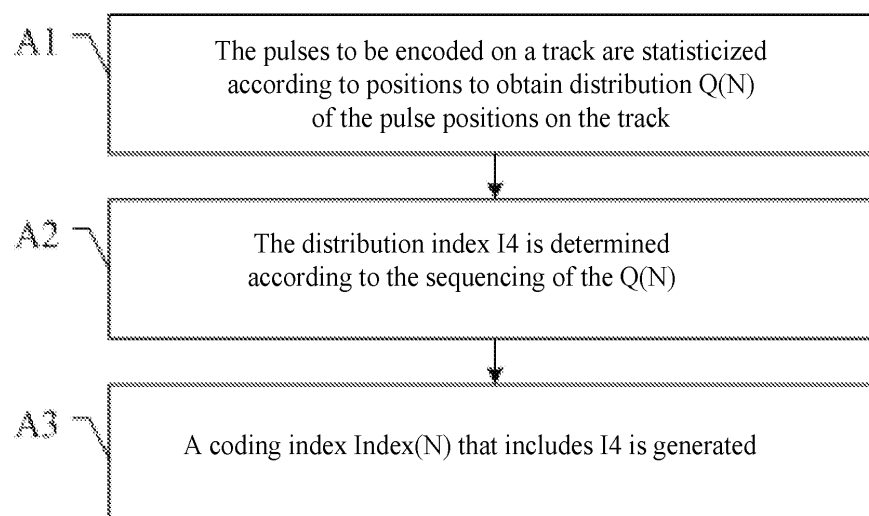 A1
The pulses to be encoded on a track are statisticized
according to positions to obtain distribution Q(N)
of the pulse positions on the track
A2
The distribution index I4 is determined
according to the sequencing of the Q(N)
A3
A coding index Index(N) that includes I4 is generated